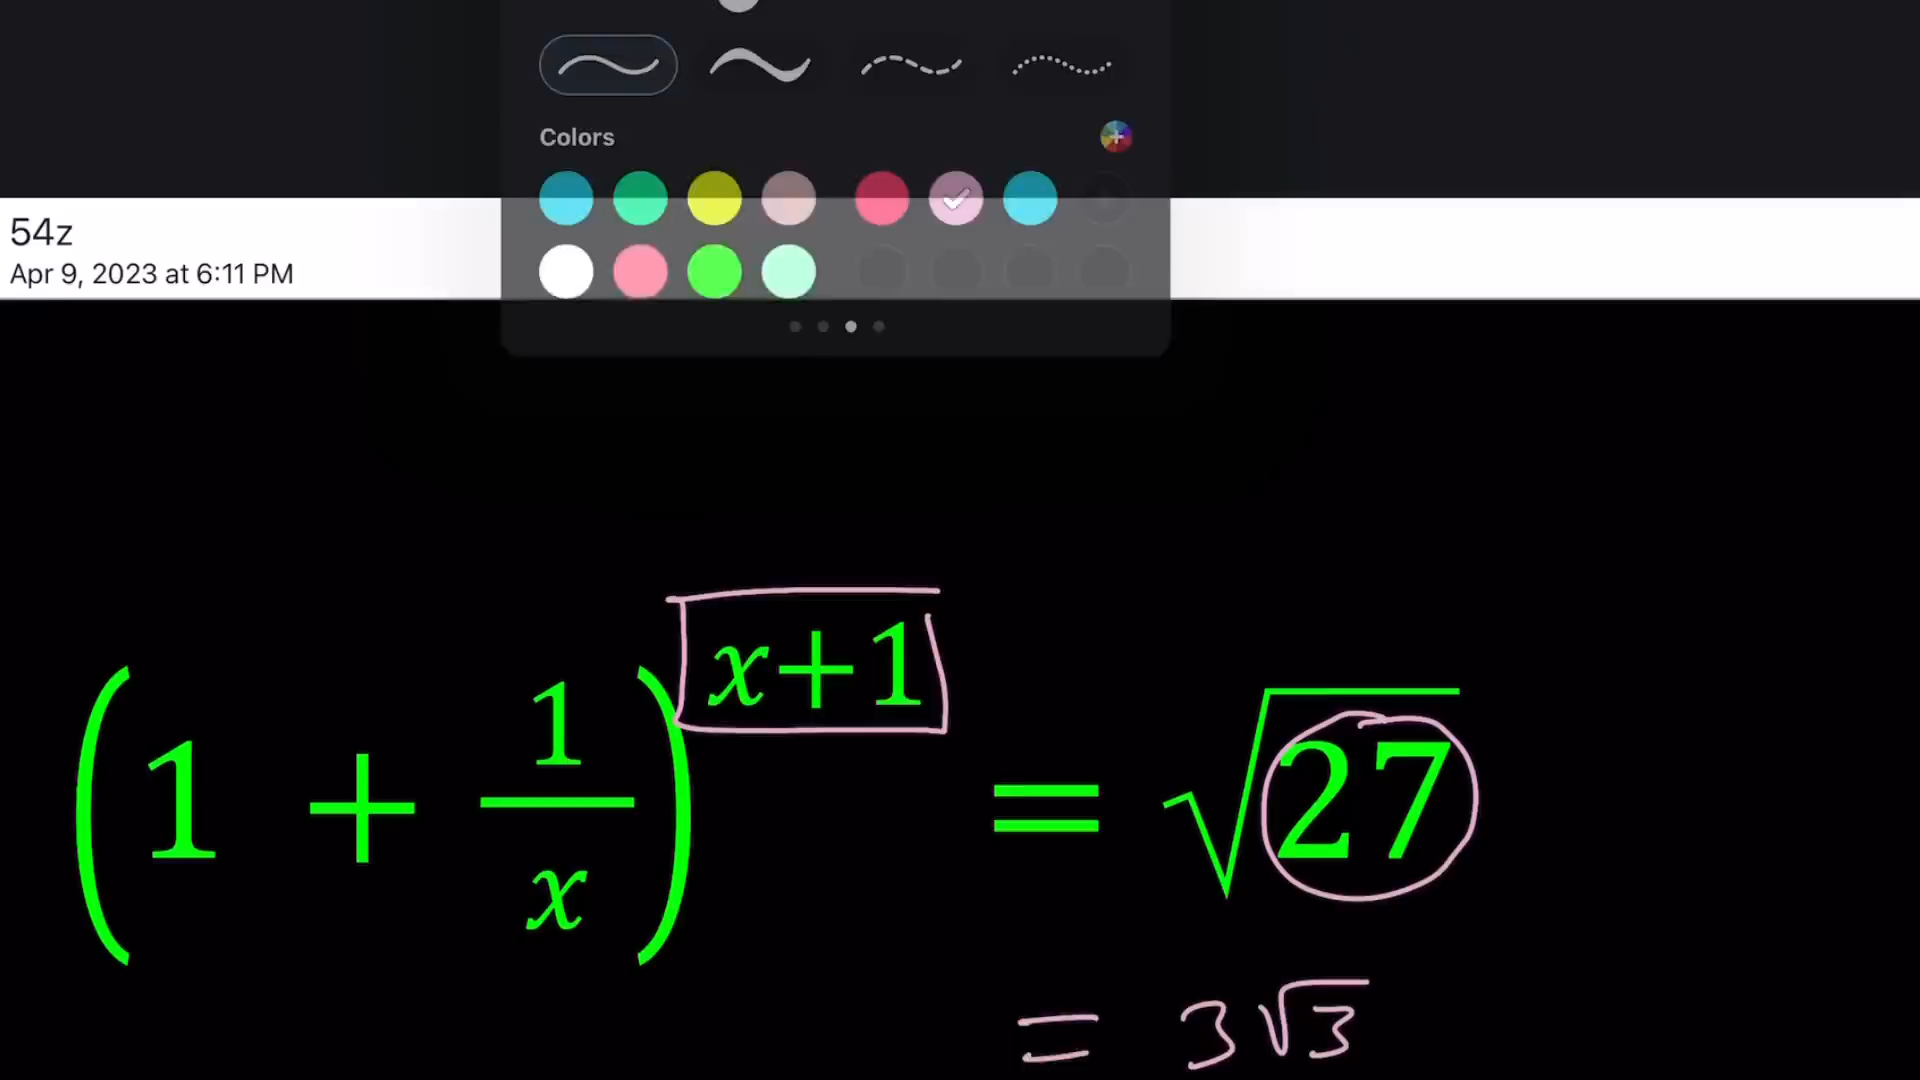 Colors
54z
Apr 9, 2023 at 6:11 PM
(1 + 1/x)^(x+1) = √27
= 3√3